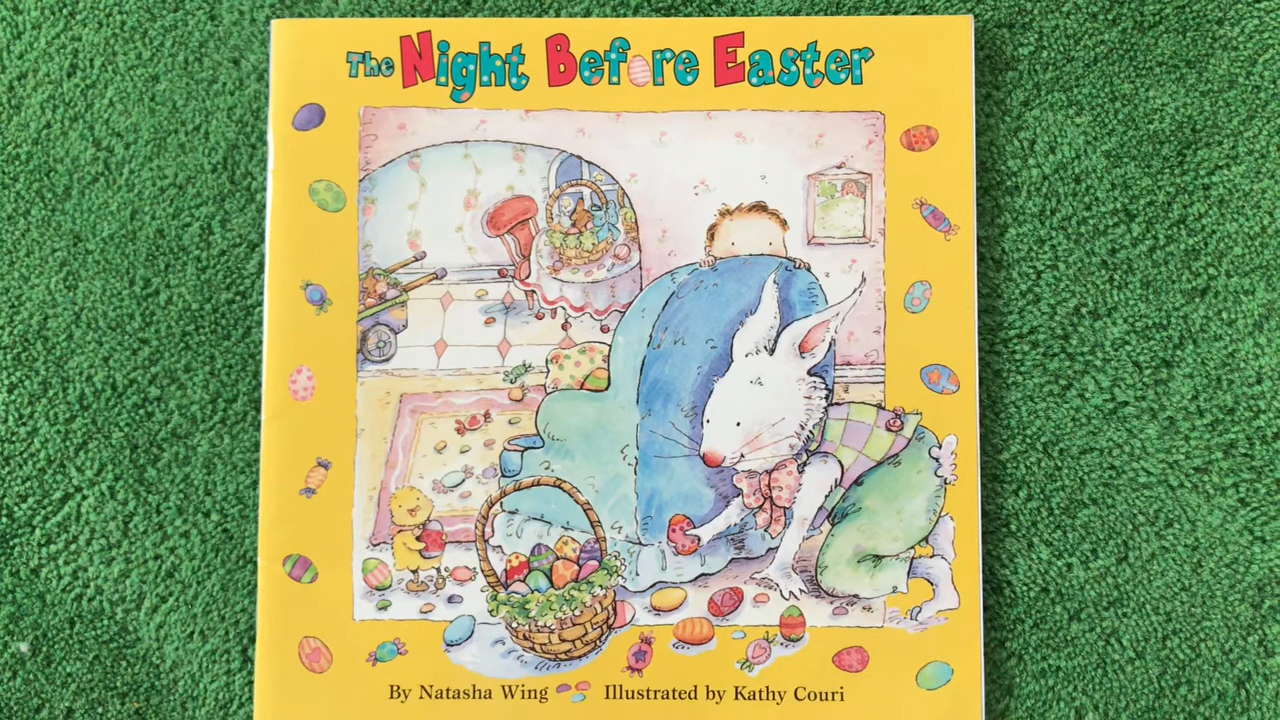 The Night Before Easter
By Natasha Wing Illustrated by Kathy Couri